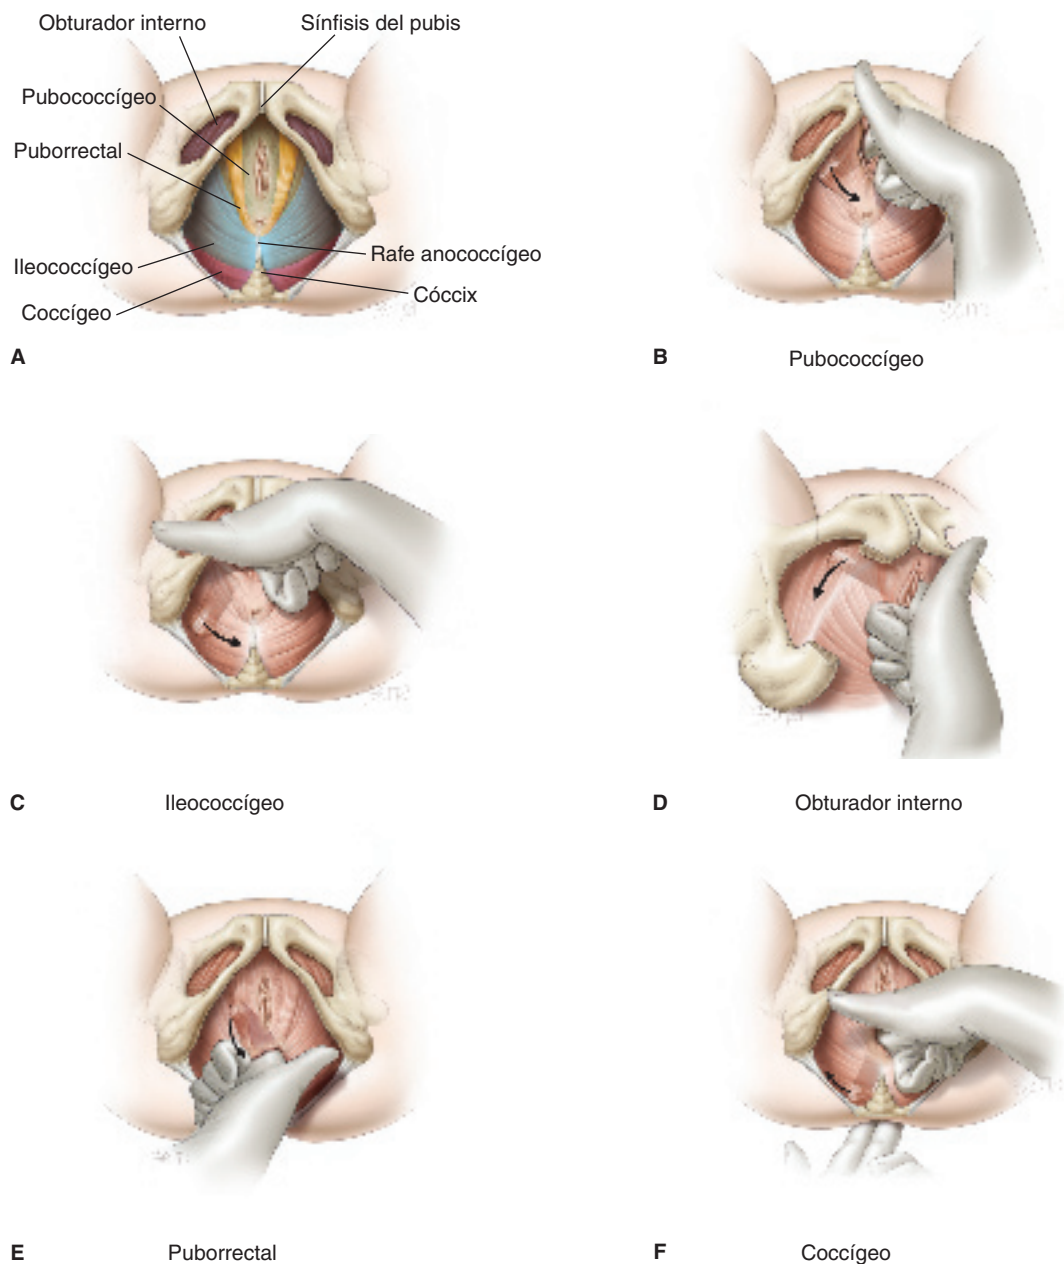 Obturador interno
Sínfisis del pubis
Pubococcígeo
Puborrectal
Ileococcígeo
Rafe anococcígeo
Cóccix
Coccígeo
A
B
Pubococcígeo
C
Ileococcígeo
D
Obturador interno
E
Puborrectal
F
Coccígeo